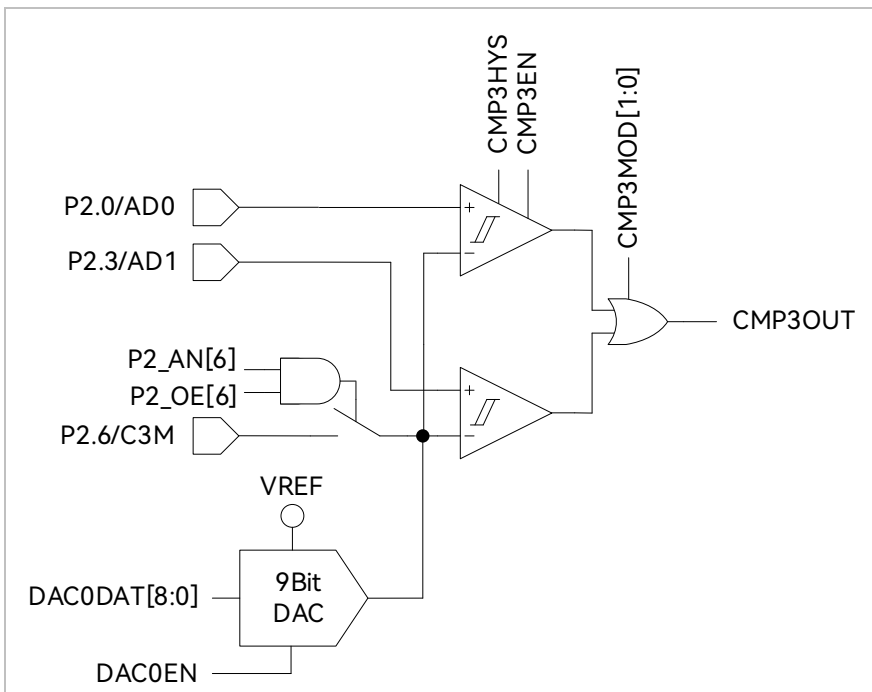 CMP3HYS
CMP3EN
CMP3MOD[1:0]
P2.0/AD0
+
-
P2.3/AD1
CMP3OUT
P2_AN[6]
P2_OE[6]
+
-
P2.6/C3M
VREF
9Bit
DAC
DAC0DAT[8:0]
DAC0EN